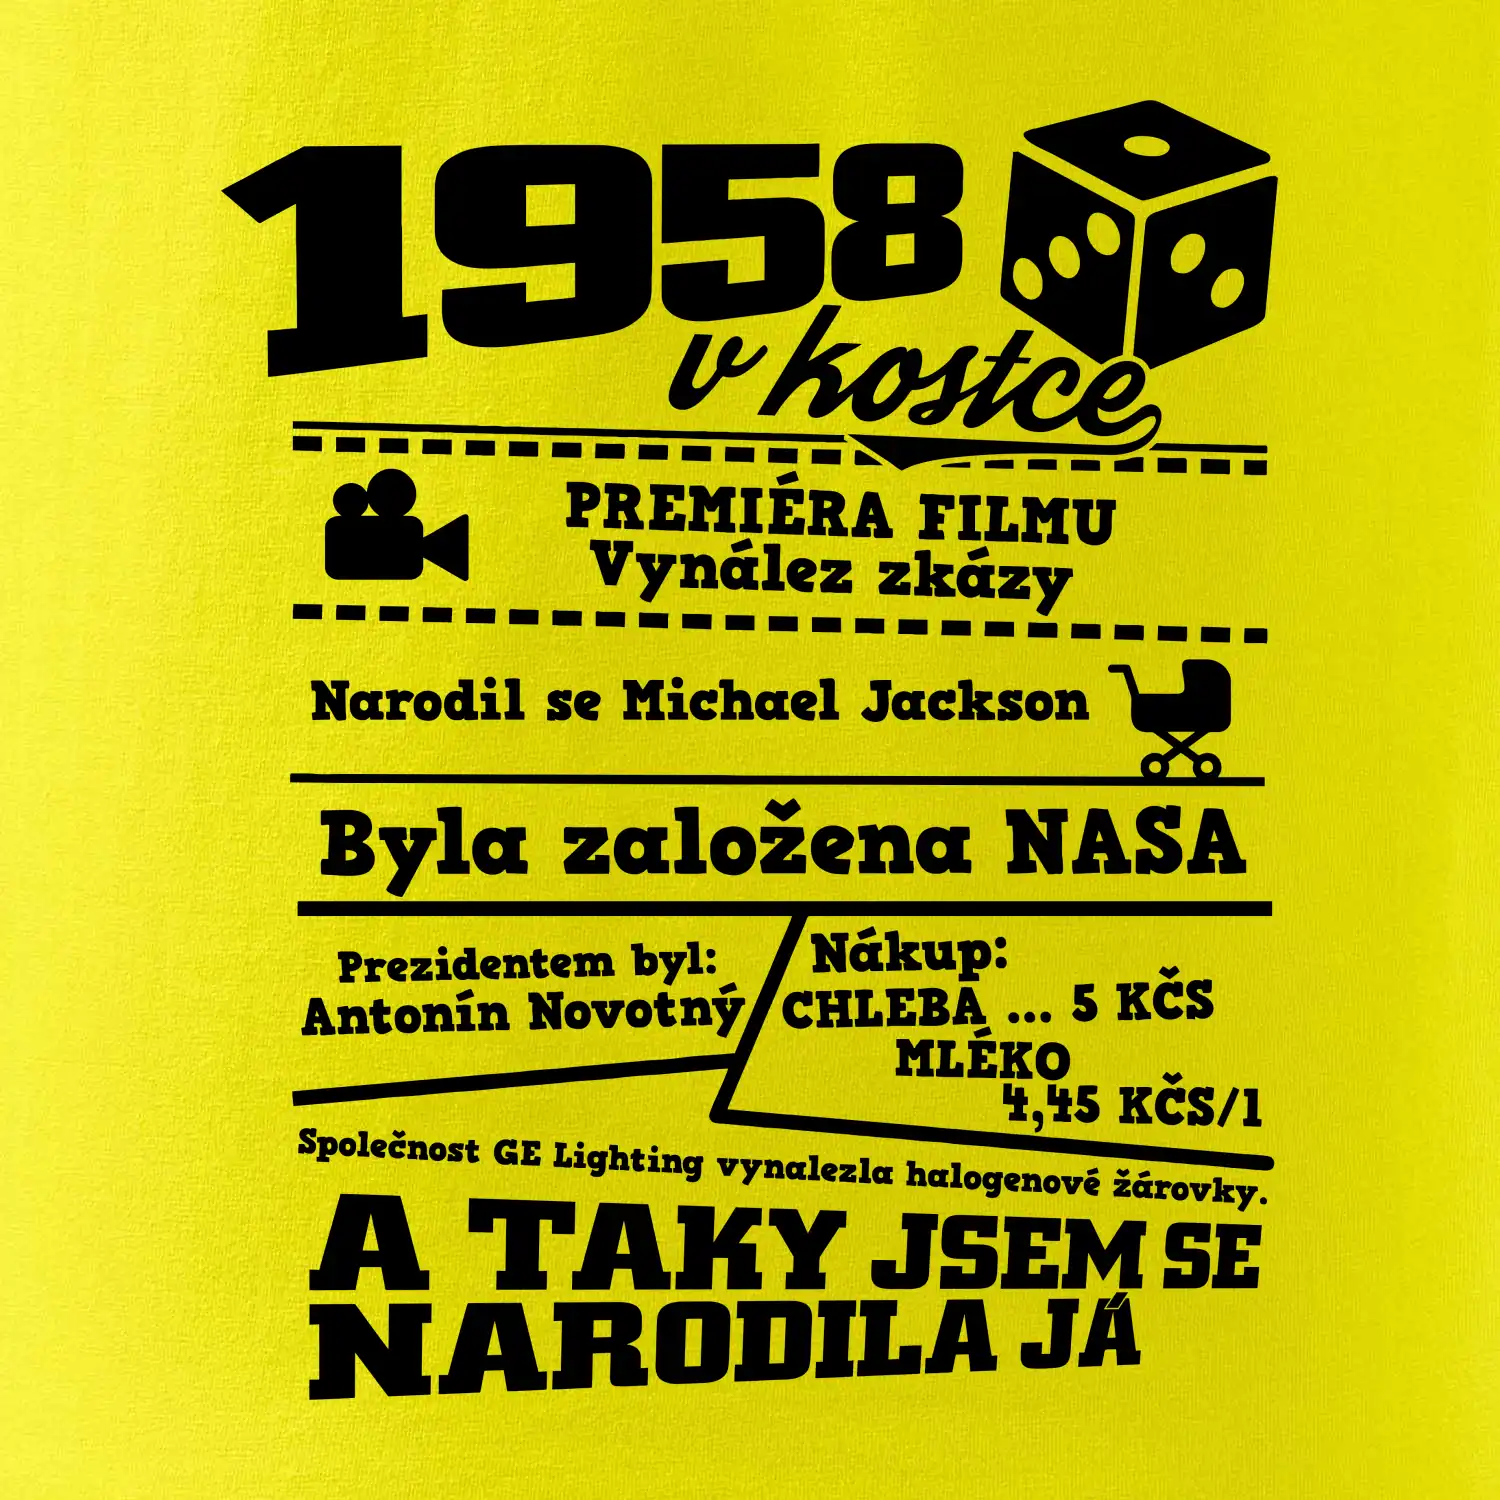 1958
v kostce
PREMIÉRA FILMU
Vynález zkázy
Narodil se Michael Jackson
Byla založena NASA
Prezidentem byl:
Antonín Novotný
Nákup:
CHLEBA ... 5 KČS
MLÉKO
4,45 KČS/l
Společnost GE Lighting vynalezla halogenové žárovky.
A TAKY JSEM SE
NARODILA JÁ